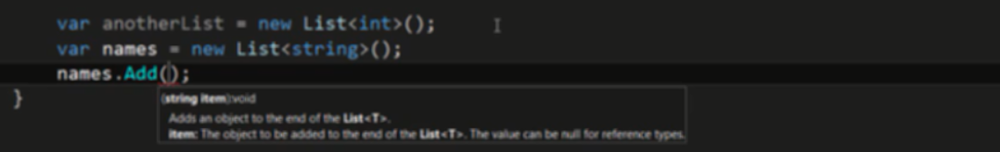 var anotherList = new List<int>();
var names = new List<string>();
names.Add();
}
(string item):void
Adds an object to the end of the List<T>.
item: The object to be added to the end of the List<T>. The value can be null for reference types.